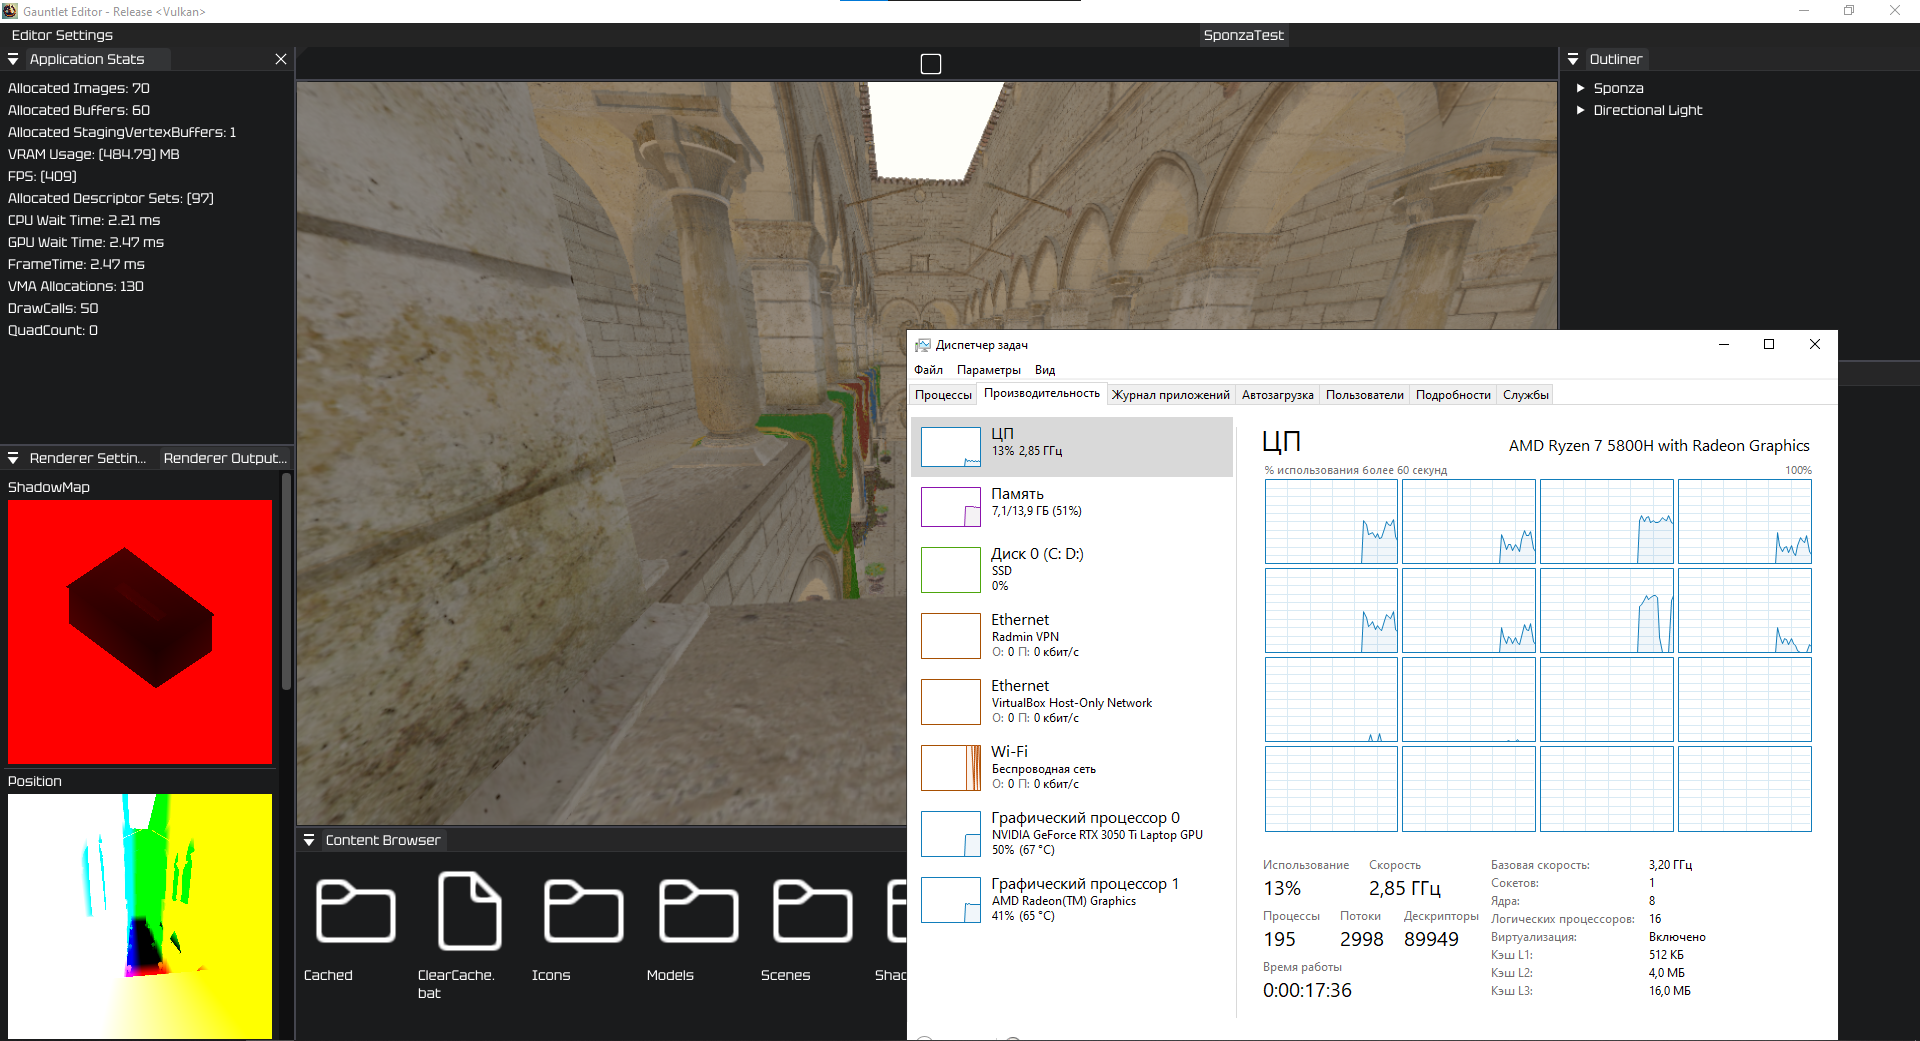 Gauntlet Editor - Release <Vulkan>
Editor Settings
SponzaTest
Application Stats
Allocated Images: 70
Allocated Buffers: 60
Allocated StagingVertexBuffers: 1
VRAM Usage: (484.79) MB
FPS: (409)
Allocated Descriptor Sets: (97)
CPU Wait Time: 2.21 ms
GPU Wait Time: 2.47 ms
FrameTime: 2.47 ms
VMA Allocations: 130
DrawCalls: 50
QuadCount: 0
Outliner
Sponza
Directional Light
Renderer Settin...
Renderer Output...
ShadowMap
Position
Content Browser
Cached
ClearCache.
bat
Icons
Models
Scenes
Shad
Диспетчер задач
Файл Параметры Вид
Процессы Производительность Журнал приложений Автозагрузка Пользователи Подробности Службы
ЦП
13% 2,85 ГГц
Память
7,1/13,9 ГБ (51%)
Диск 0 (C: D:)
SSD
0%
Ethernet
Radmin VPN
О: 0 П: 0 кбит/с
Ethernet
VirtualBox Host-Only Network
О: 0 П: 0 кбит/с
Wi-Fi
Беспроводная сеть
О: 0 П: 0 кбит/с
Графический процессор 0
NVIDIA GeForce RTX 3050 Ti Laptop GPU
50% (67 °C)
Графический процессор 1
AMD Radeon(TM) Graphics
41% (65 °C)
ЦП
AMD Ryzen 7 5800H with Radeon Graphics
% использования более 60 секунд
100%
Использование Скорость
13% 2,85 ГГц
Процессы Потоки Дескрипторы
195 2998 89949
Время работы
0:00:17:36
Базовая скорость: 3,20 ГГц
Сокетов: 1
Ядра: 8
Логических процессоров: 16
Виртуализация: Включено
Кэш L1: 512 КБ
Кэш L2: 4,0 МБ
Кэш L3: 16,0 МБ